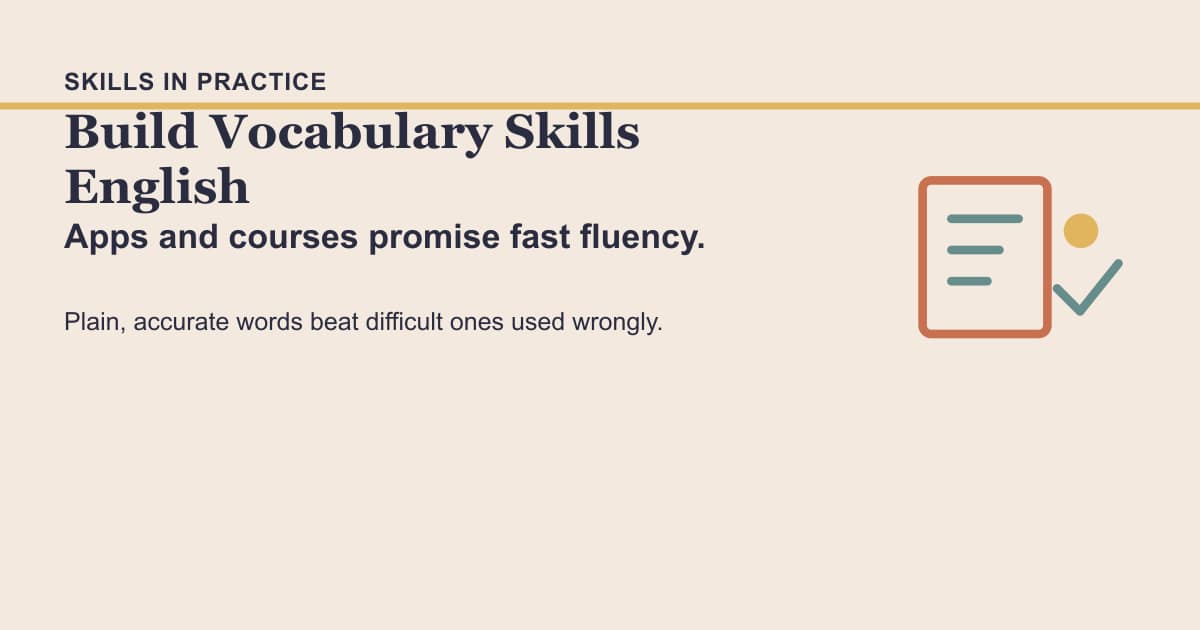 SKILLS IN PRACTICE
Build Vocabulary Skills
English
Apps and courses promise fast fluency.
Plain, accurate words beat difficult ones used wrongly.